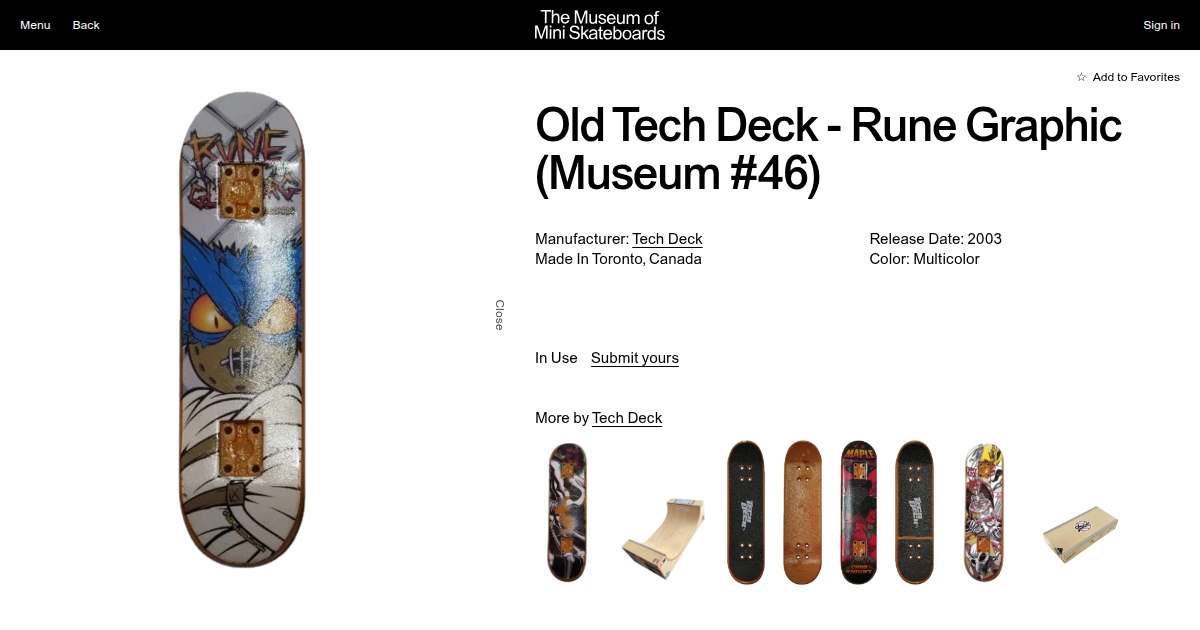 Menu
Back
The Museum of
Mini Skateboards
Sign in
☆ Add to Favorites
RUNE
Old Tech Deck - Rune Graphic
(Museum #46)
Manufacturer: Tech Deck
Release Date: 2003
Made In Toronto, Canada
Color: Multicolor
Close
In Use Submit yours
More by Tech Deck
MAPLE